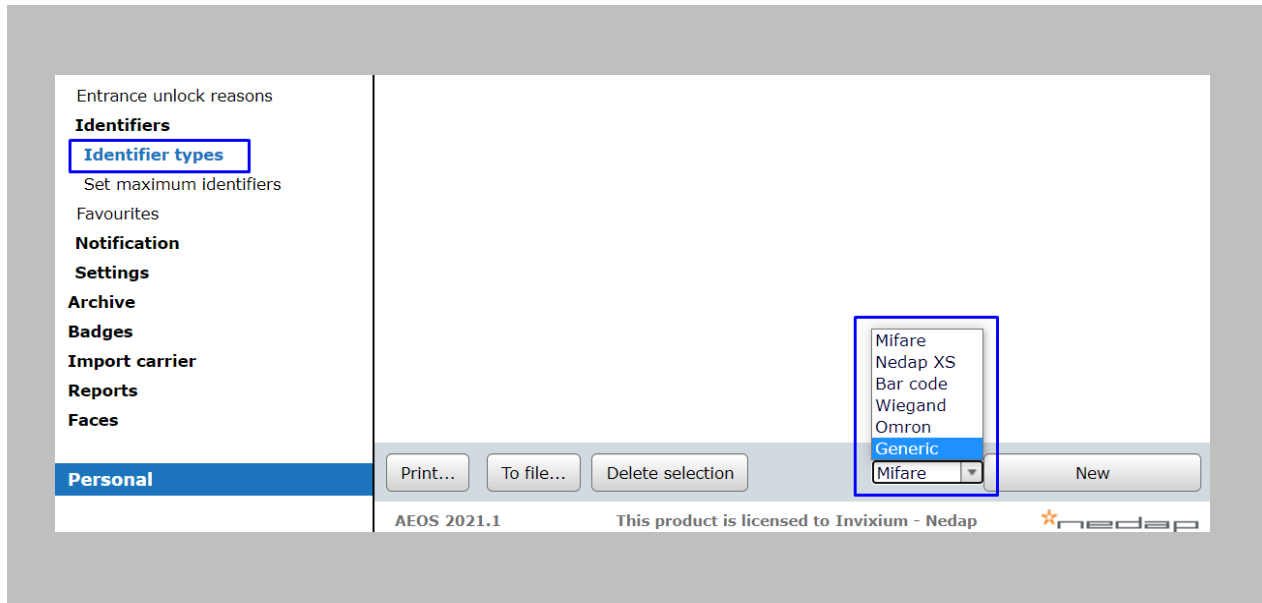 Entrance unlock reasons
Identifiers
Identifier types
Set maximum identifiers
Favourites
Notification
Settings
Archive
Badges
Import carrier
Reports
Faces
Personal
Mifare
Nedap XS
Bar code
Wiegand
Omron
Generic
Print... To file... Delete selection Mifare New
AEOS 2021.1 This product is licensed to Invixium - Nedap nedap